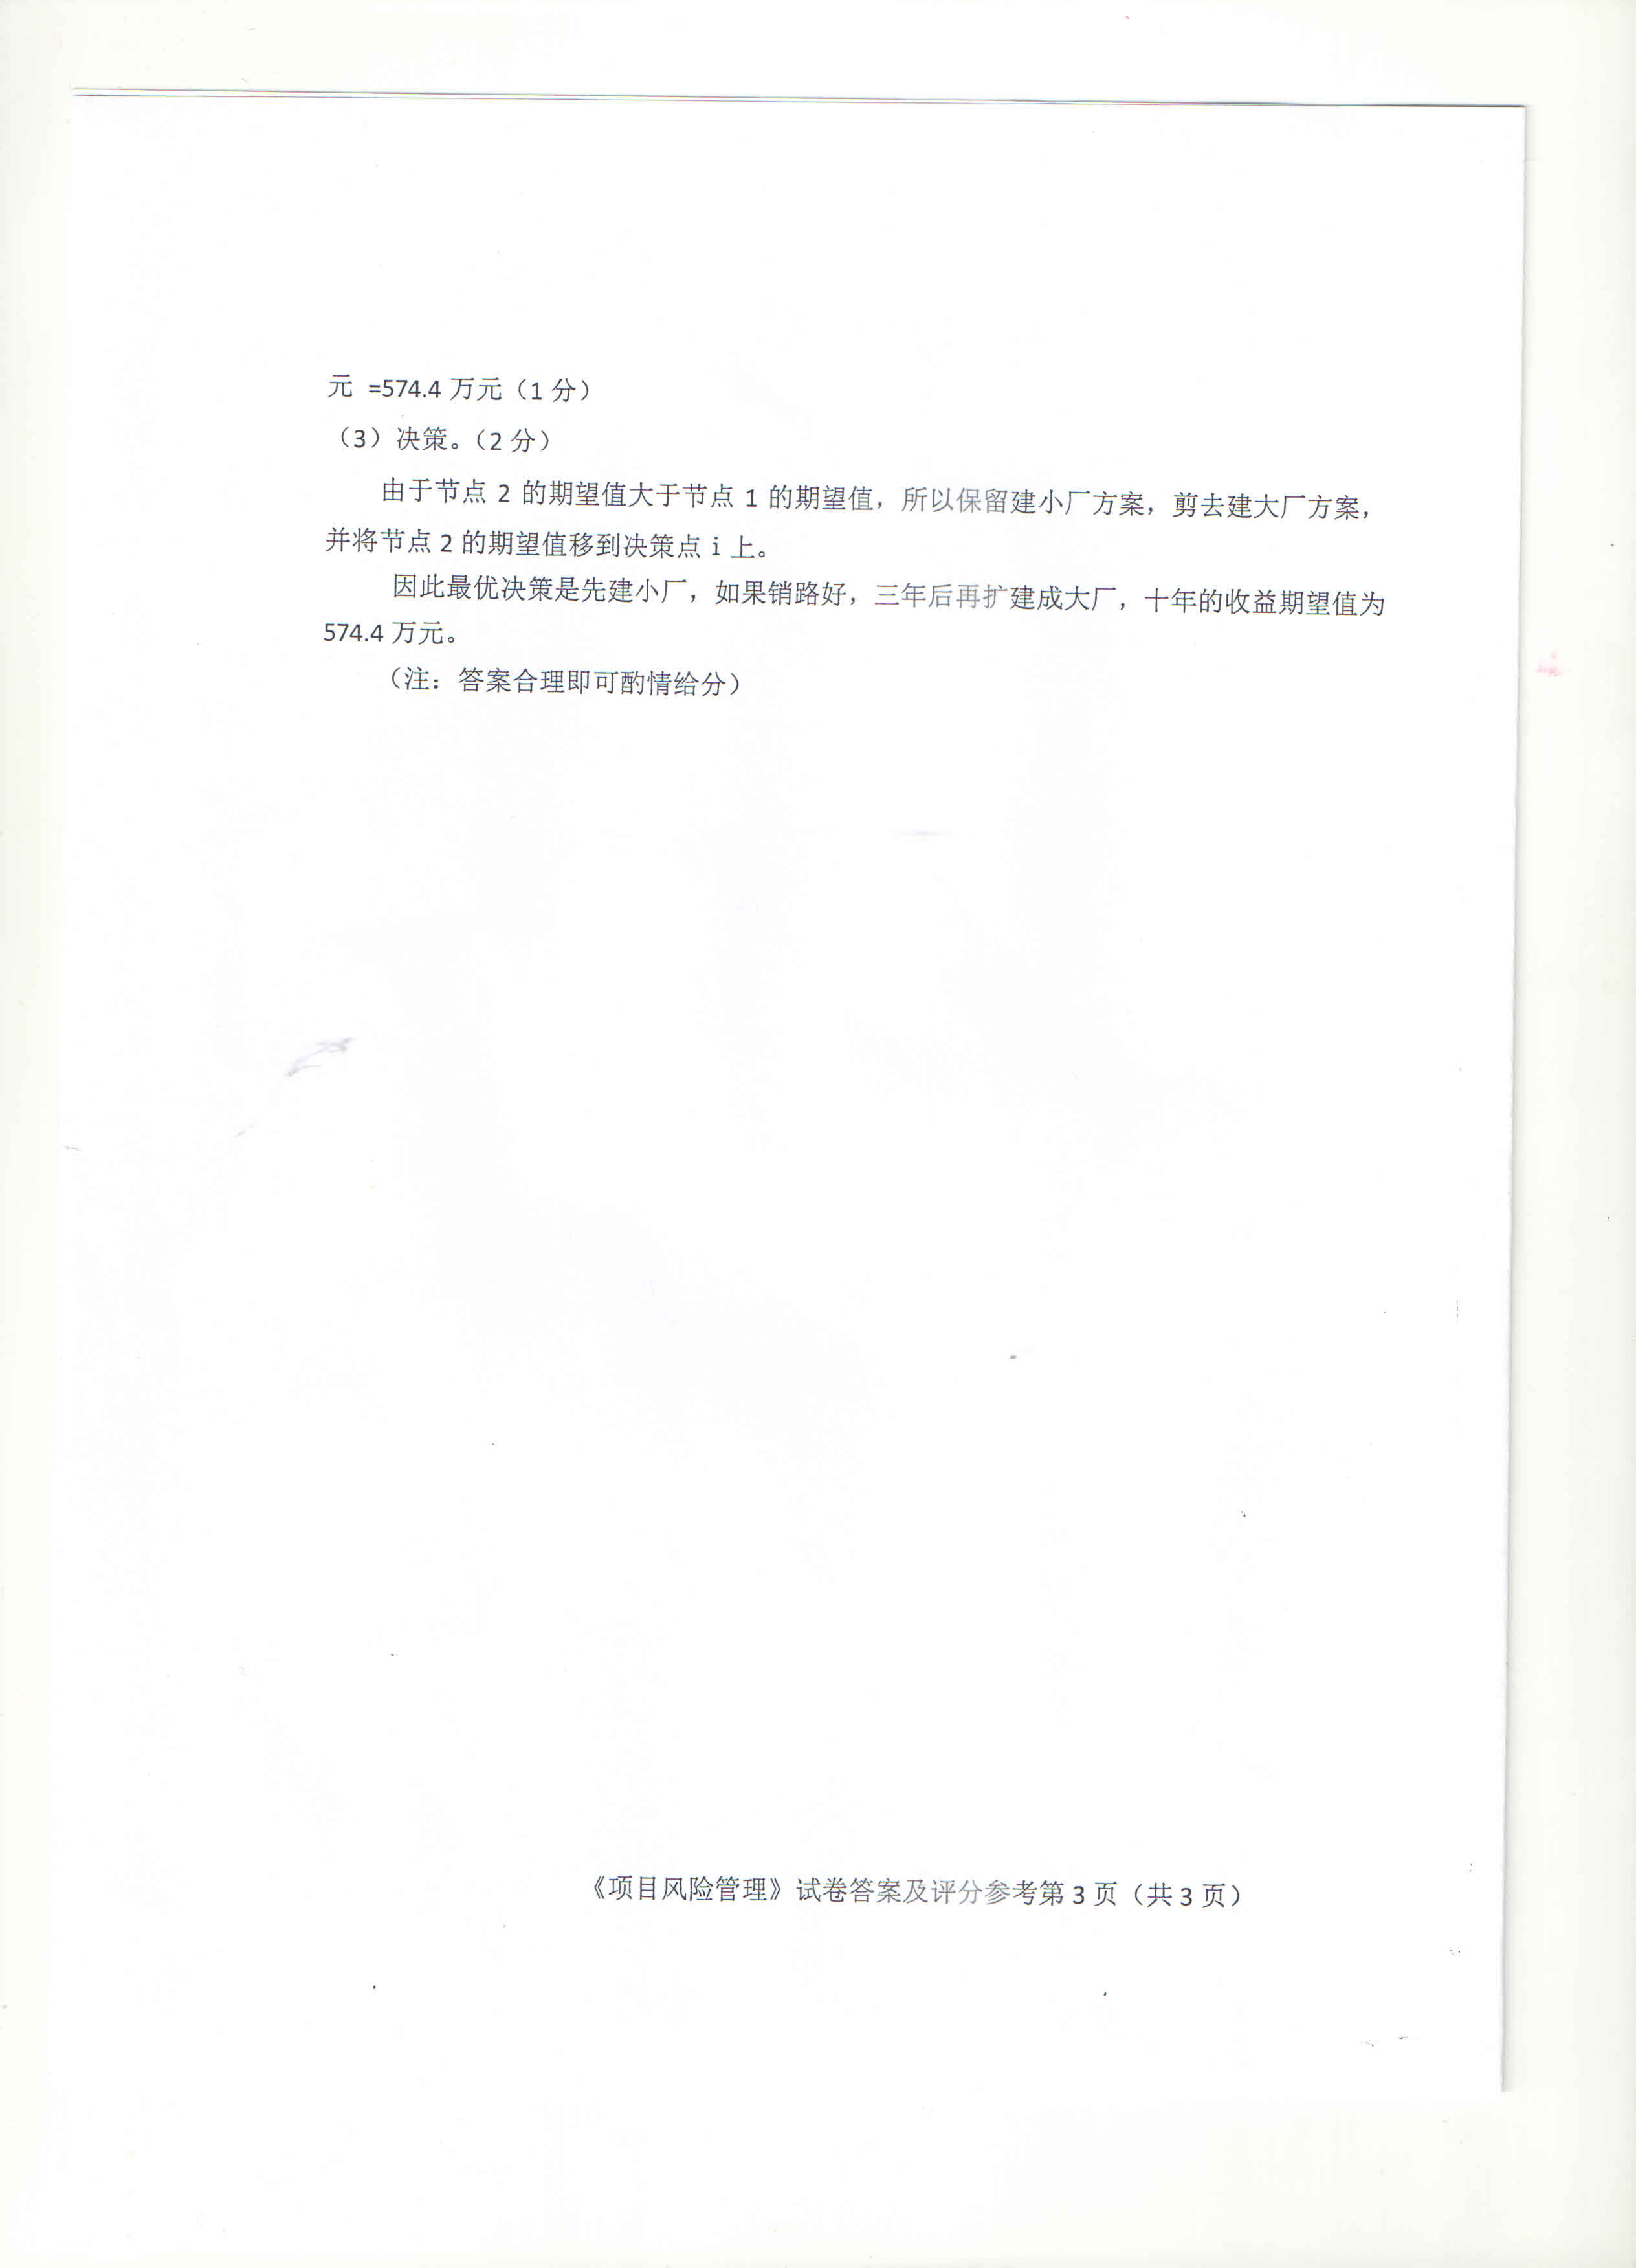 元 =574.4 万元（1 分）
（3）决策。（2 分）
由于节点 2 的期望值大于节点 1 的期望值，所以保留建小厂方案，剪去建大厂方案，
并将节点 2 的期望值移到决策点 i 上。
因此最优决策是先建小厂，如果销路好，三年后再扩建成大厂，十年的收益期望值为
574.4 万元。
（注：答案合理即可酌情给分）
《项目风险管理》试卷答案及评分参考第 3 页（共 3 页）